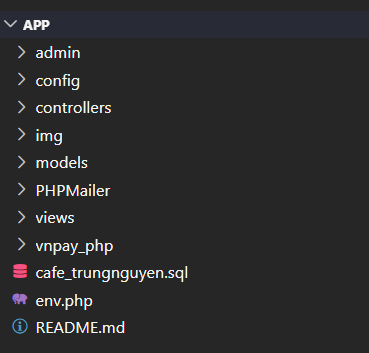 APP
admin
config
controllers
img
models
PHPMailer
views
vnpay_php
cafe_trungnguyen.sql
env.php
README.md